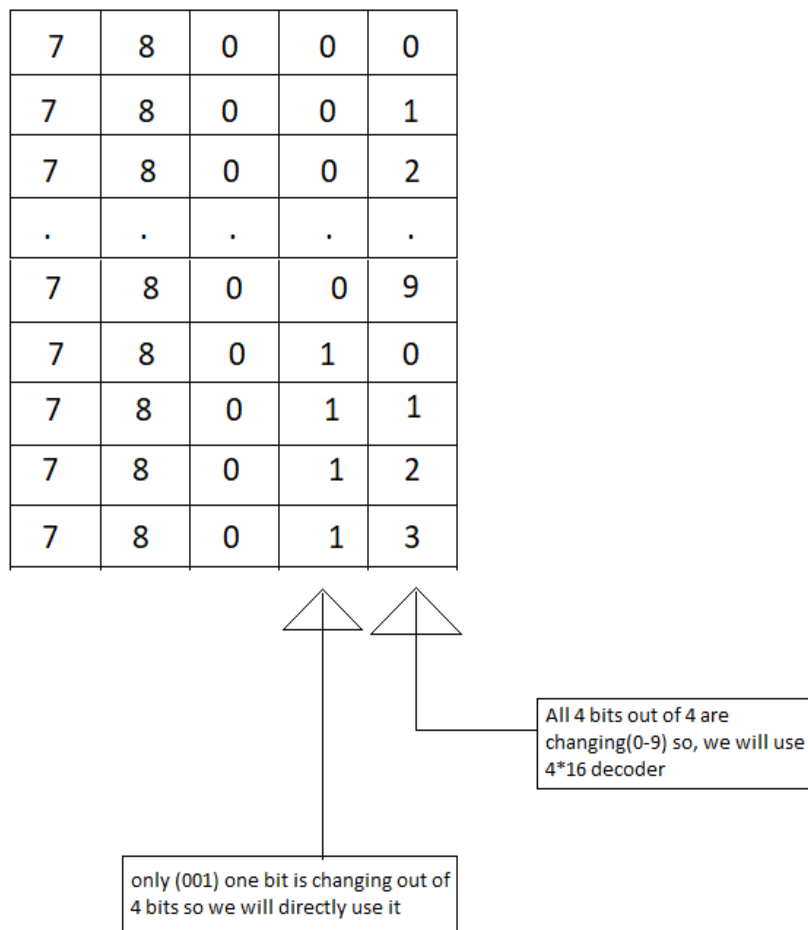 7 8 0 0 0
7 8 0 0 1
7 8 0 0 2
. . . . .
7 8 0 0 9
7 8 0 1 0
7 8 0 1 1
7 8 0 1 2
7 8 0 1 3
All 4 bits out of 4 are
changing(0-9) so, we will use
4*16 decoder
only (001) one bit is changing out of
4 bits so we will directly use it